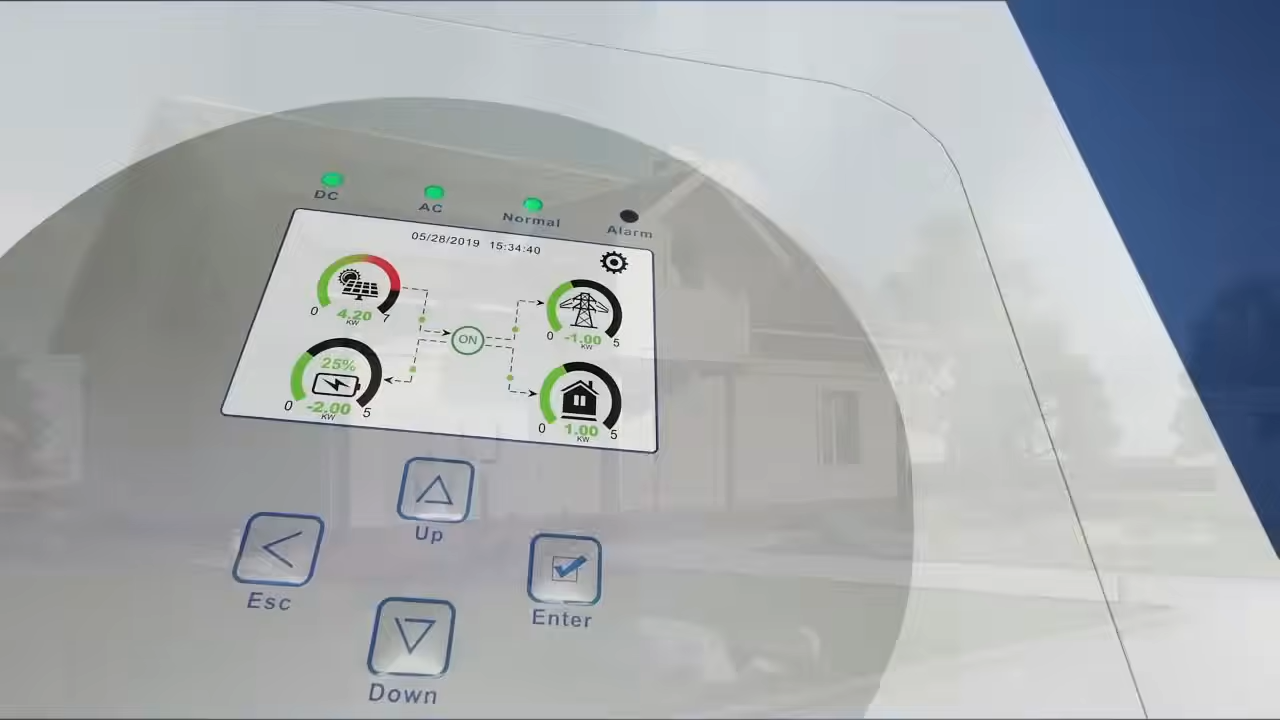 DC
AC
Normal
Alarm
05/28/2019 15:34:40
0
4.20
KW
7
0
-1.00
KW
5
ON
25%
0
-2.00
KW
5
0
1.00
KW
5
Up
Esc
Enter
Down